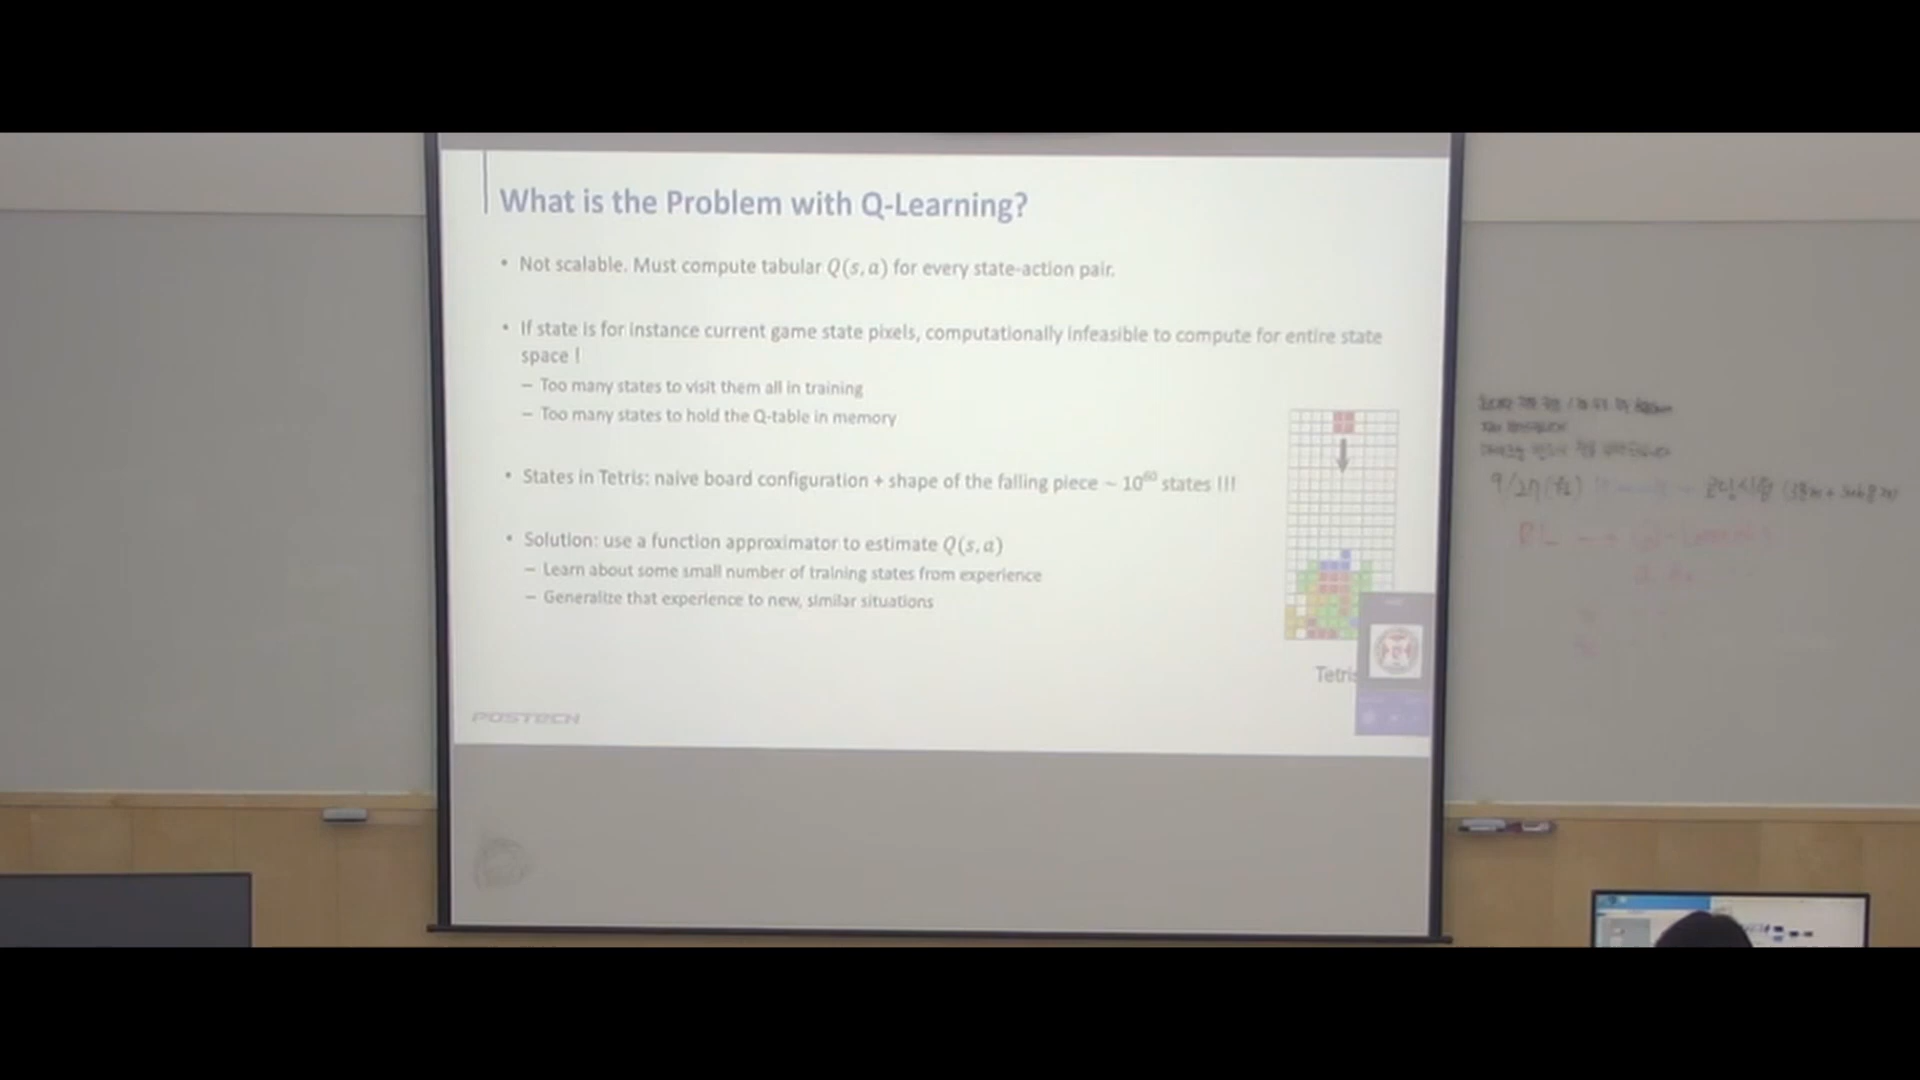 What is the Problem with Q-Learning?
• Not scalable. Must compute tabular Q(s,a) for every state-action pair.
• If state is for instance current game state pixels, computationally infeasible to compute for entire state
space !
– Too many states to visit them all in training
– Too many states to hold the Q-table in memory
• States in Tetris: naive board configuration + shape of the falling piece ~ 10⁶⁰ states !!!
• Solution: use a function approximator to estimate Q(s,a)
– Learn about some small number of training states from experience
– Generalize that experience to new, similar situations
Tetris
POSTECH
9/27
RL → Q-Learning